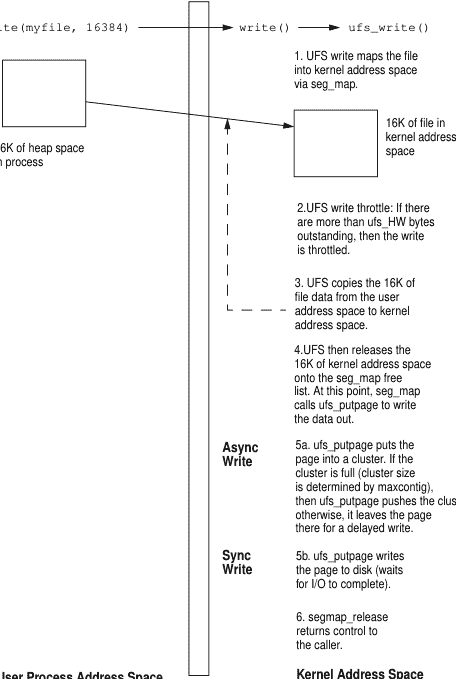 ite(myfile, 16384) write() ufs_write()
1. UFS write maps the file
into kernel address space
via seg_map.
16K of file in
kernel address
space
6K of heap space
n process
2.UFS write throttle: If there
are more than ufs_HW bytes
outstanding, then the write
is throttled.
3. UFS copies the 16K of
file data from the user
address space to kernel
address space.
4.UFS then releases the
16K of kernel address space
onto the seg_map free
list. At this point, seg_map
calls ufs_putpage to write
the data out.
Async
Write
5a. ufs_putpage puts the
page into a cluster. If the
cluster is full (cluster size
is determined by maxcontig),
then ufs_putpage pushes the clus
otherwise, it leaves the page
there for a delayed write.
Sync
Write
5b. ufs_putpage writes
the page to disk (waits
for I/O to complete).
6. segmap_release
returns control to
the caller.
User Process Address Space
Kernel Address Space